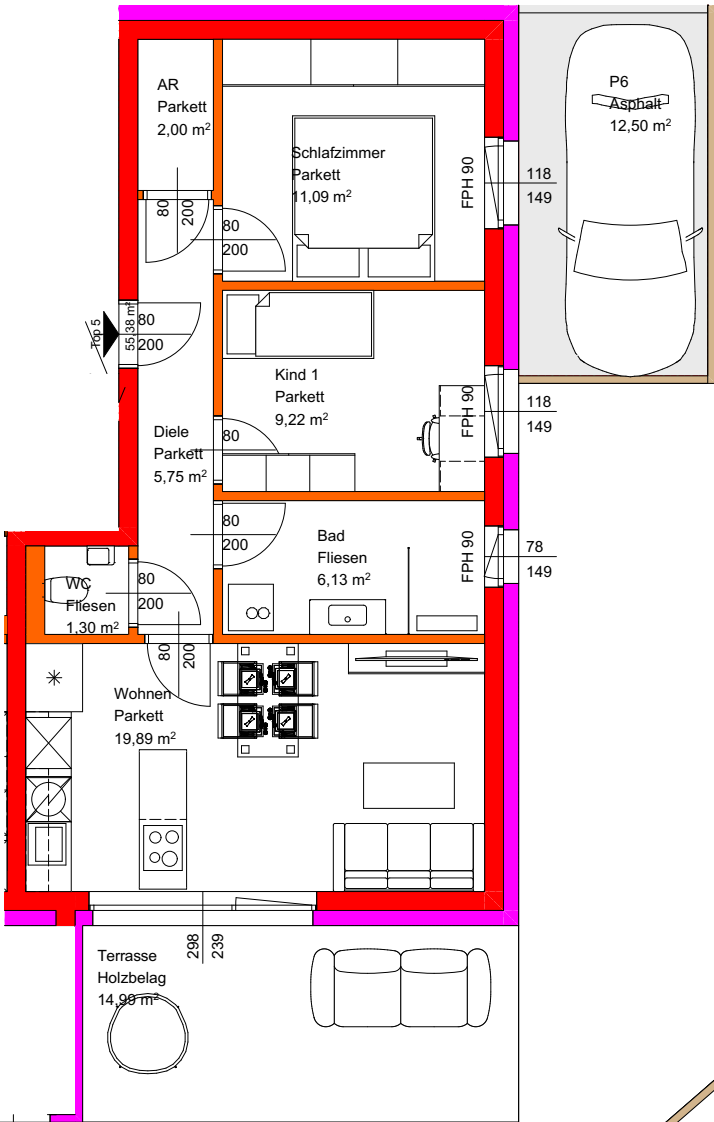 AR
Parkett
2,00 m²
P6
Asphalt
12,50 m²
Schlafzimmer
Parkett
11,09 m²
FPH 90
118
149
80
200
80
200
Top 5
55,38 m²
80
200
Kind 1
Parkett
9,22 m²
FPH 90
118
149
Diele
Parkett
5,75 m²
80
80
200
Bad
Fliesen
6,13 m²
FPH 90
78
149
WC
Fliesen
1,30 m²
80
200
80
200
Wohnen
Parkett
19,89 m²
298
239
Terrasse
Holzbelag
14,99 m²